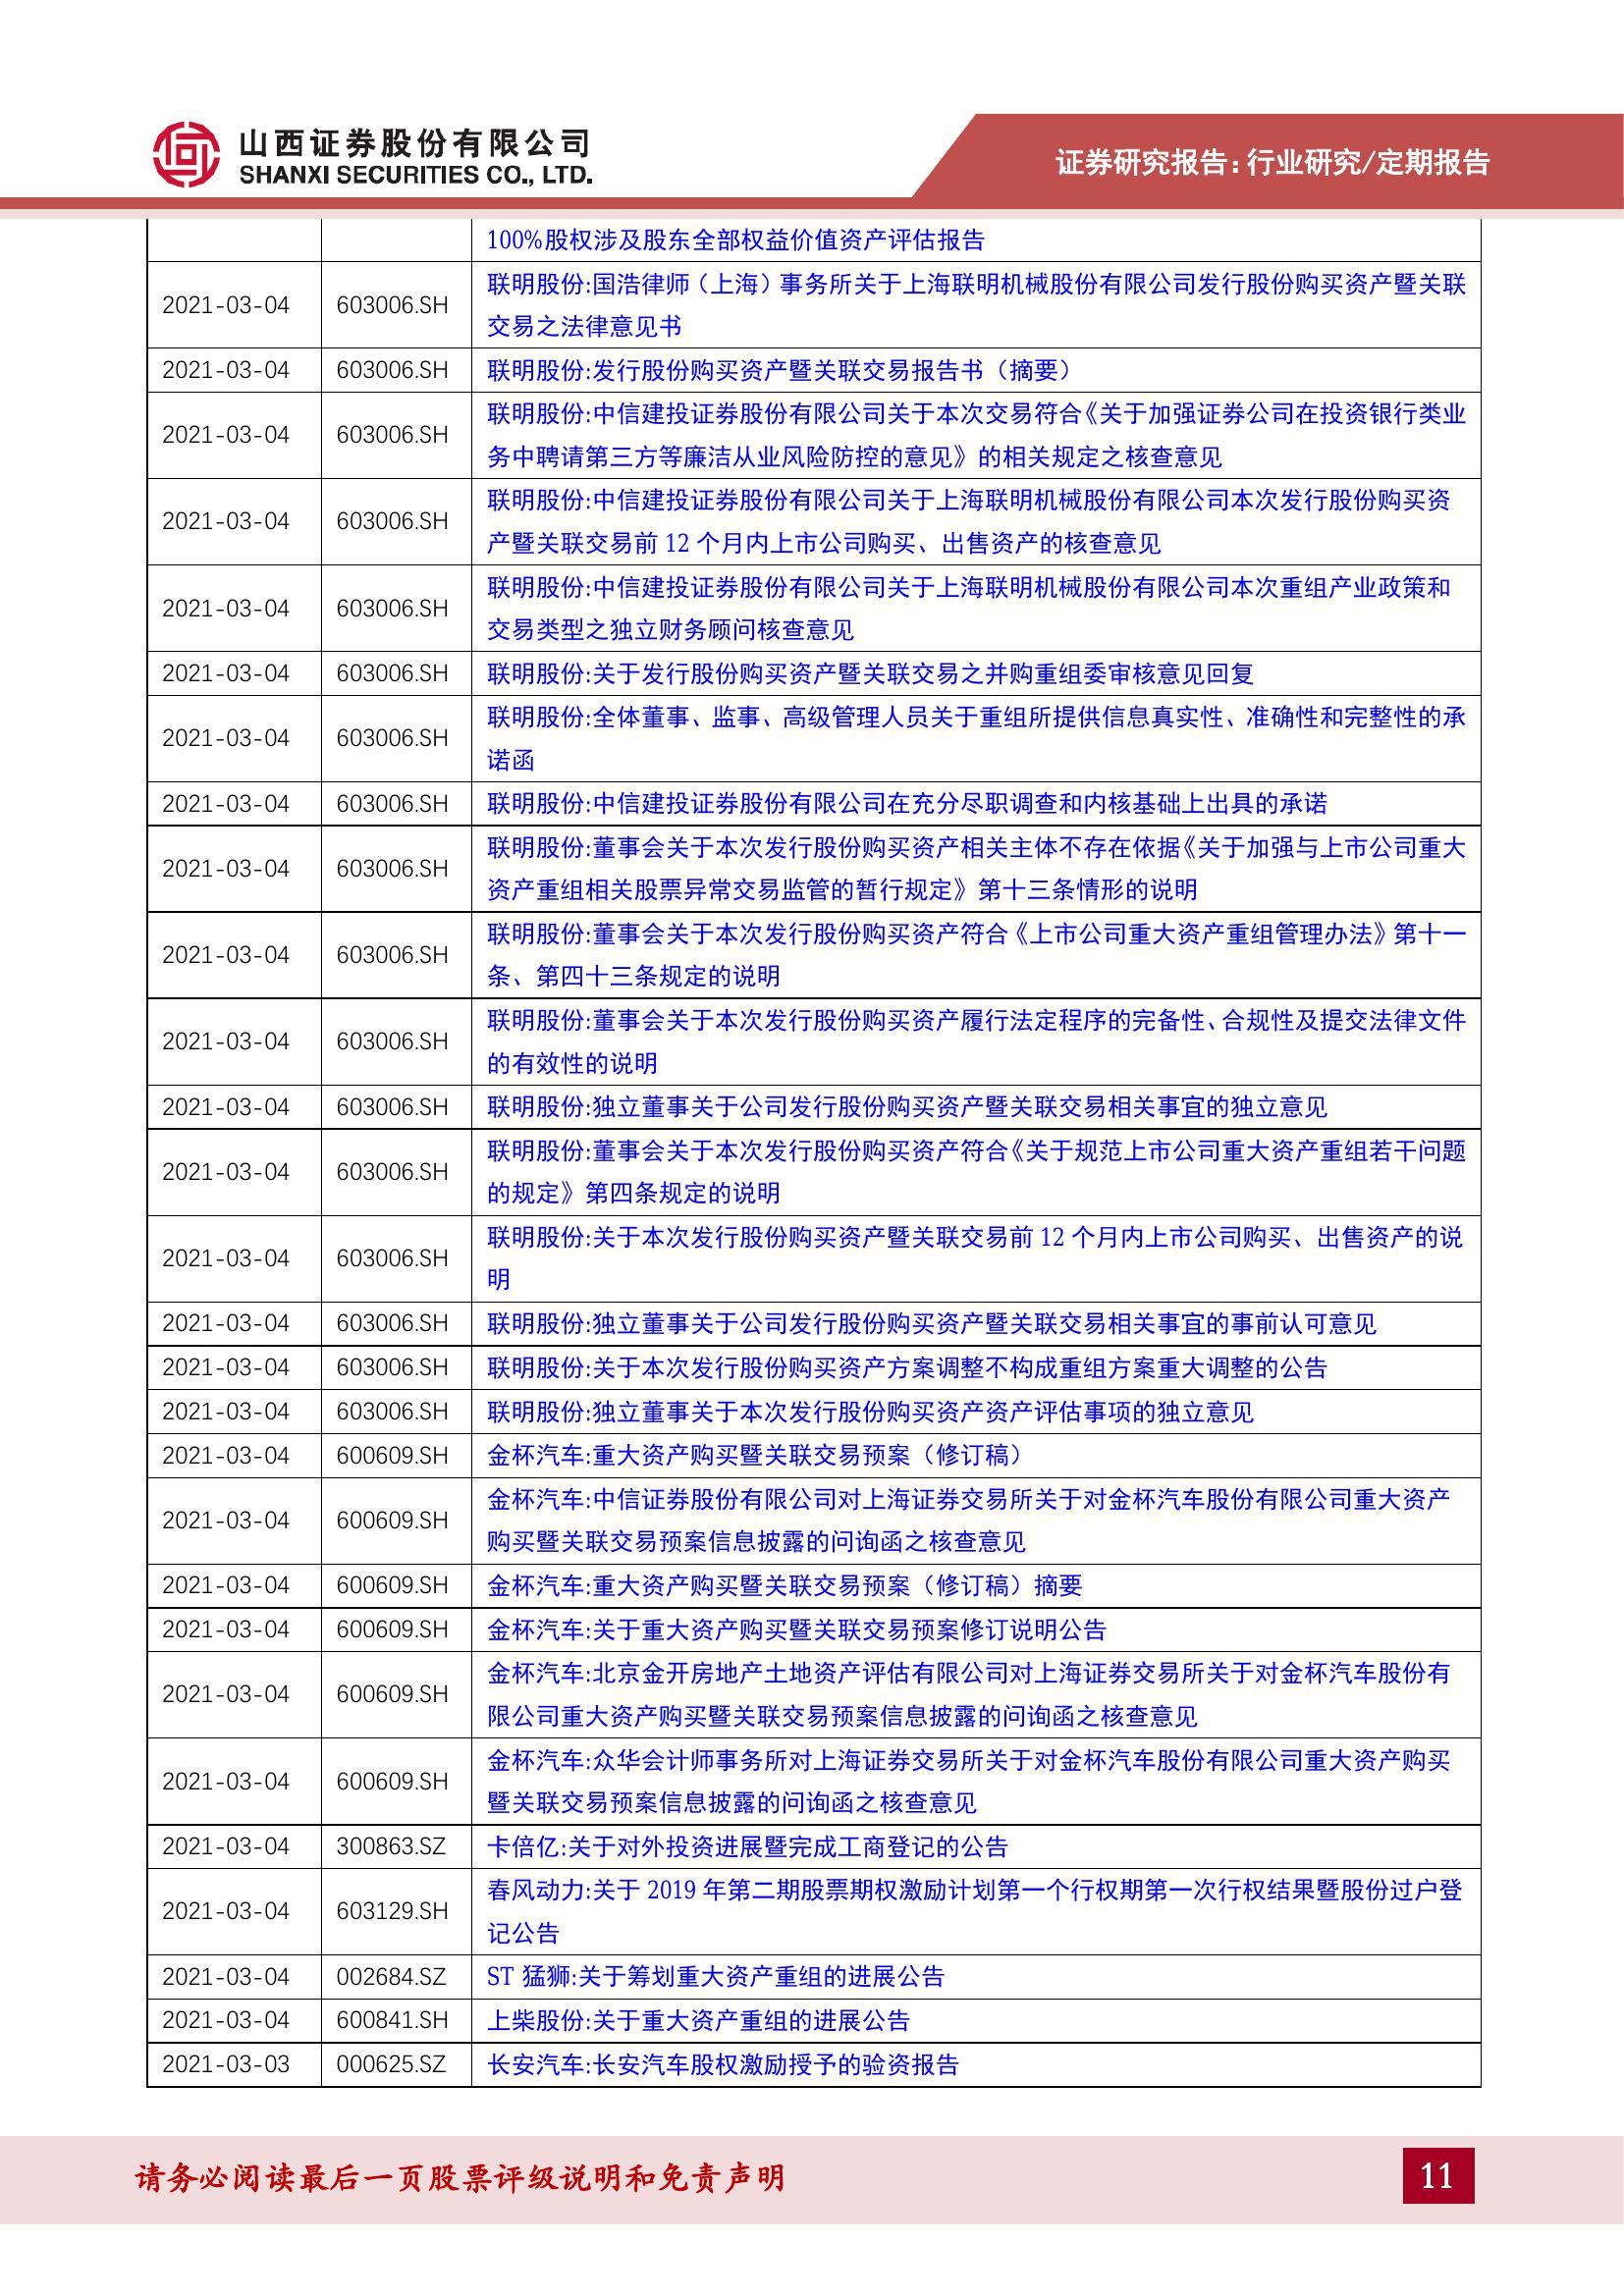 山西证券股份有限公司
SHANXI SECURITIES CO., LTD.
证券研究报告：行业研究/定期报告
100%股权涉及股东全部权益价值资产评估报告
2021-03-04 603006.SH 联明股份:国浩律师（上海）事务所关于上海联明机械股份有限公司发行股份购买资产暨关联
交易之法律意见书
2021-03-04 603006.SH 联明股份:发行股份购买资产暨关联交易报告书（摘要）
2021-03-04 603006.SH 联明股份:中信建投证券股份有限公司关于本次交易符合《关于加强证券公司在投资银行类业
务中聘请第三方等廉洁从业风险防控的意见》的相关规定之核查意见
2021-03-04 603006.SH 联明股份:中信建投证券股份有限公司关于上海联明机械股份有限公司本次发行股份购买资
产暨关联交易前 12 个月内上市公司购买、出售资产的核查意见
2021-03-04 603006.SH 联明股份:中信建投证券股份有限公司关于上海联明机械股份有限公司本次重组产业政策和
交易类型之独立财务顾问核查意见
2021-03-04 603006.SH 联明股份:关于发行股份购买资产暨关联交易之并购重组委审核意见回复
2021-03-04 603006.SH 联明股份:全体董事、监事、高级管理人员关于重组所提供信息真实性、准确性和完整性的承
诺函
2021-03-04 603006.SH 联明股份:中信建投证券股份有限公司在充分尽职调查和内核基础上出具的承诺
2021-03-04 603006.SH 联明股份:董事会关于本次发行股份购买资产相关主体不存在依据《关于加强与上市公司重大
资产重组相关股票异常交易监管的暂行规定》第十三条情形的说明
2021-03-04 603006.SH 联明股份:董事会关于本次发行股份购买资产符合《上市公司重大资产重组管理办法》第十一
条、第四十三条规定的说明
2021-03-04 603006.SH 联明股份:董事会关于本次发行股份购买资产履行法定程序的完备性、合规性及提交法律文件
的有效性的说明
2021-03-04 603006.SH 联明股份:独立董事关于公司发行股份购买资产暨关联交易相关事宜的独立意见
2021-03-04 603006.SH 联明股份:董事会关于本次发行股份购买资产符合《关于规范上市公司重大资产重组若干问题
的规定》第四条规定的说明
2021-03-04 603006.SH 联明股份:关于本次发行股份购买资产暨关联交易前 12 个月内上市公司购买、出售资产的说
明
2021-03-04 603006.SH 联明股份:独立董事关于公司发行股份购买资产暨关联交易相关事宜的事前认可意见
2021-03-04 603006.SH 联明股份:关于本次发行股份购买资产方案调整不构成重组方案重大调整的公告
2021-03-04 603006.SH 联明股份:独立董事关于本次发行股份购买资产资产评估事项的独立意见
2021-03-04 600609.SH 金杯汽车:重大资产购买暨关联交易预案（修订稿）
2021-03-04 600609.SH 金杯汽车:中信证券股份有限公司对上海证券交易所关于对金杯汽车股份有限公司重大资产
购买暨关联交易预案信息披露的问询函之核查意见
2021-03-04 600609.SH 金杯汽车:重大资产购买暨关联交易预案（修订稿）摘要
2021-03-04 600609.SH 金杯汽车:关于重大资产购买暨关联交易预案修订说明公告
2021-03-04 600609.SH 金杯汽车:北京金开房地产土地资产评估有限公司对上海证券交易所关于对金杯汽车股份有
限公司重大资产购买暨关联交易预案信息披露的问询函之核查意见
2021-03-04 600609.SH 金杯汽车:众华会计师事务所对上海证券交易所关于对金杯汽车股份有限公司重大资产购买
暨关联交易预案信息披露的问询函之核查意见
2021-03-04 300863.SZ 卡倍亿:关于对外投资进展暨完成工商登记的公告
2021-03-04 603129.SH 春风动力:关于 2019 年第二期股票期权激励计划第一个行权期第一次行权结果暨股份过户登
记公告
2021-03-04 002684.SZ ST 猛狮:关于筹划重大资产重组的进展公告
2021-03-04 600841.SH 上柴股份:关于重大资产重组的进展公告
2021-03-03 000625.SZ 长安汽车:长安汽车股权激励授予的验资报告
请务必阅读最后一页股票评级说明和免责声明
11